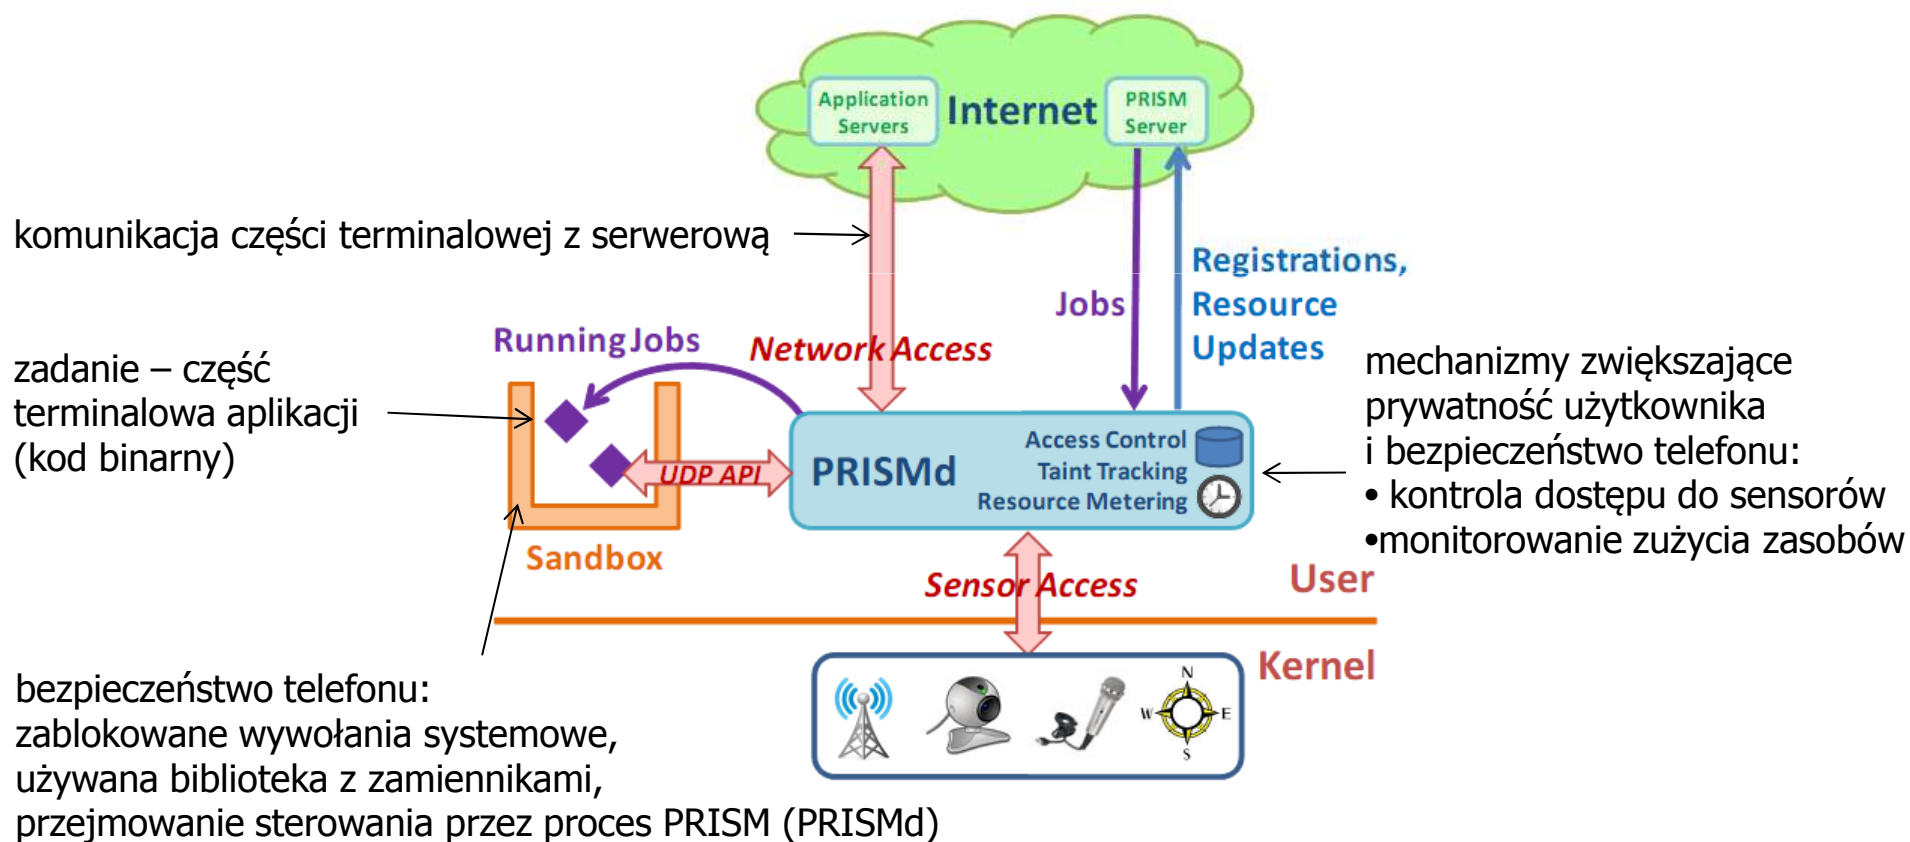 Application
Servers
Internet
PRISM
Server
komunikacja części terminalowej z serwerową
Registrations,
Resource
Updates
Jobs
Running Jobs
Network Access
zadanie – część
terminalowa aplikacji
(kod binarny)
mechanizmy zwiększające
prywatność użytkownika
i bezpieczeństwo telefonu:
• kontrola dostępu do sensorów
•monitorowanie zużycia zasobów
UDP API
PRISMd
Access Control
Taint Tracking
Resource Metering
Sandbox
Sensor Access
User
Kernel
N
W
E
S
bezpieczeństwo telefonu:
zablokowane wywołania systemowe,
używana biblioteka z zamiennikami,
przejmowanie sterowania przez proces PRISM (PRISMd)